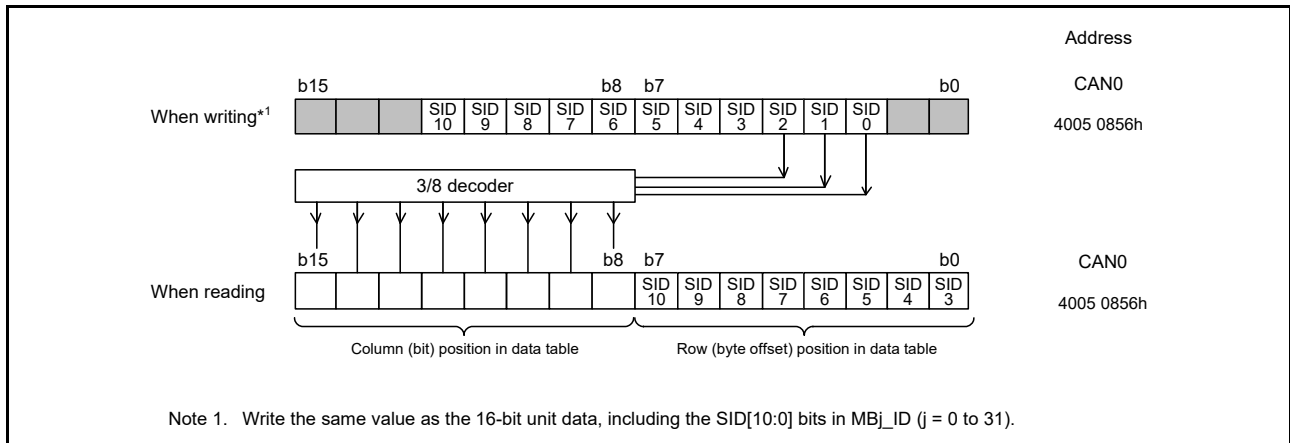 Address
b15 b8 b7 b0 CAN0
When writing*1 SID 10 SID 9 SID 8 SID 7 SID 6 SID 5 SID 4 SID 3 SID 2 SID 1 SID 0 4005 0856h
3/8 decoder
b15 b8 b7 b0 CAN0
When reading SID 10 SID 9 SID 8 SID 7 SID 6 SID 5 SID 4 SID 3 4005 0856h
Column (bit) position in data table Row (byte offset) position in data table
Note 1. Write the same value as the 16-bit unit data, including the SID[10:0] bits in MBj_ID (j = 0 to 31).